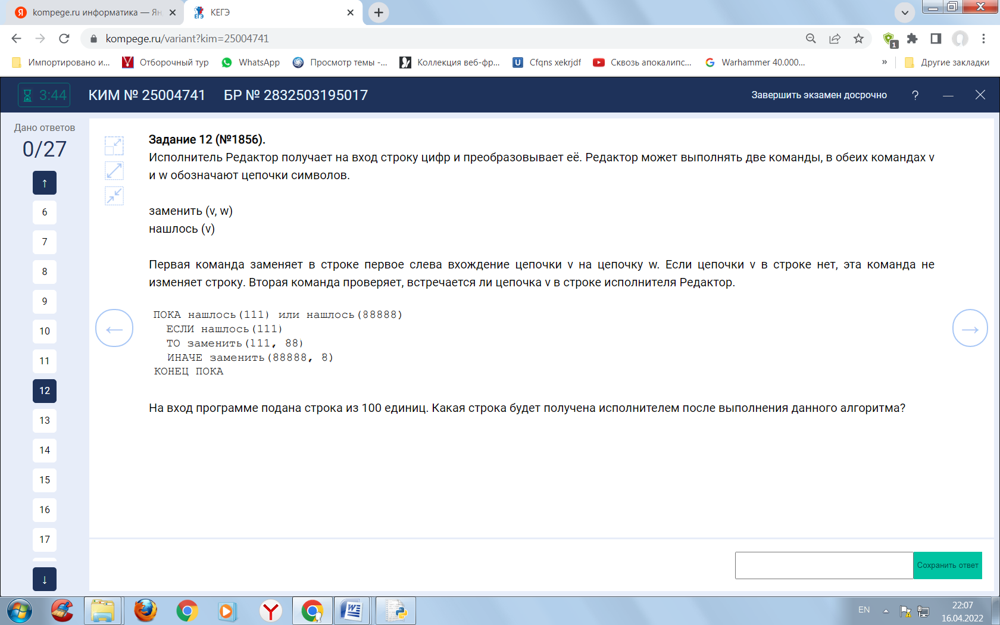 kompege.ru информатика — Ян
КЕГЭ
kompege.ru/variant?kim=25004741
Импортировано и...
Отборочный тур
WhatsApp
Просмотр темы -...
Коллекция веб-фр...
Cfqns xekrjdf
Сквозь апокалипс...
Warhammer 40.000...
»
Другие закладки
3:44
КИМ № 25004741
БР № 2832503195017
Завершить экзамен досрочно
?
Дано ответов
0/27
↑
6
7
8
9
10
11
12
13
14
15
16
17
↓
Задание 12 (№1856).
Исполнитель Редактор получает на вход строку цифр и преобразовывает её. Редактор может выполнять две команды, в обеих командах v
и w обозначают цепочки символов.
заменить (v, w)
нашлось (v)
Первая команда заменяет в строке первое слева вхождение цепочки v на цепочку w. Если цепочки v в строке нет, эта команда не
изменяет строку. Вторая команда проверяет, встречается ли цепочка v в строке исполнителя Редактор.
ПОКА нашлось(111) или нашлось(88888)
ЕСЛИ нашлось(111)
ТО заменить(111, 88)
ИНАЧЕ заменить(88888, 8)
КОНЕЦ ПОКА
На вход программе подана строка из 100 единиц. Какая строка будет получена исполнителем после выполнения данного алгоритма?
Сохранить ответ
EN
22:07
16.04.2022